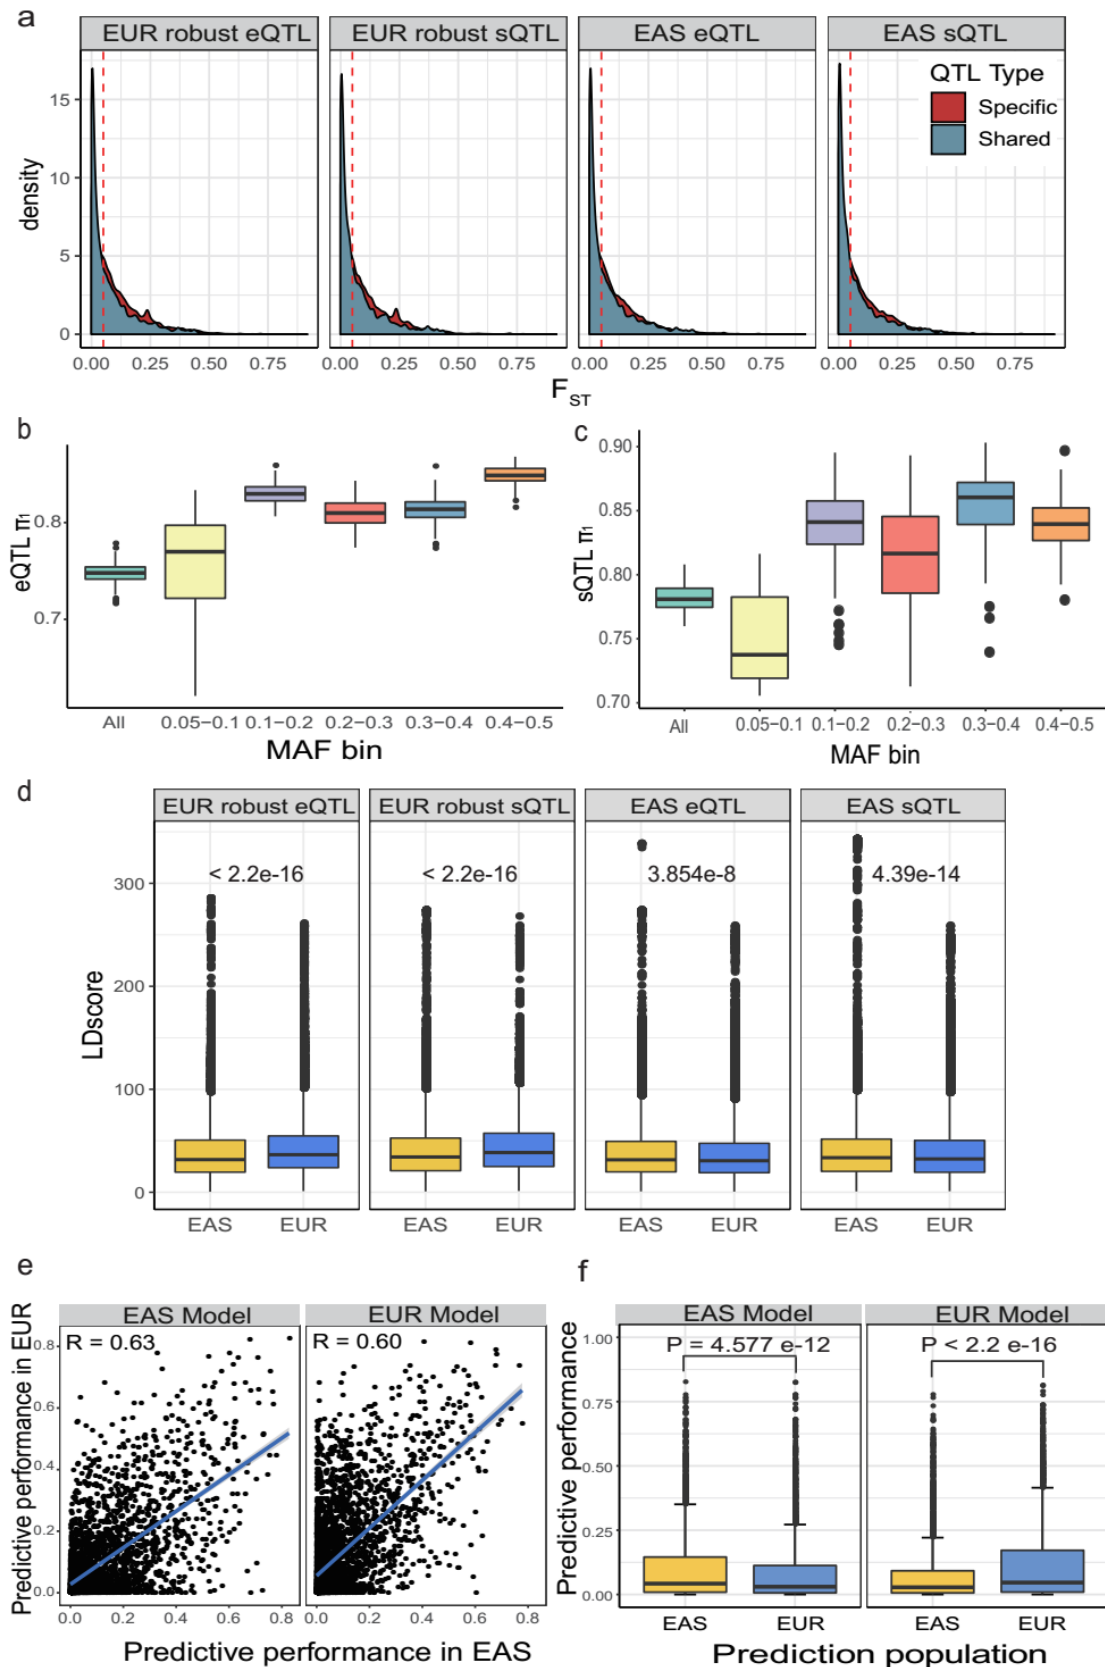 a
EUR robust eQTL EUR robust sQTL EAS eQTL EAS sQTL
QTL Type
Specific
Shared
density
15
10
5
0
0.00 0.25 0.50 0.75 0.00 0.25 0.50 0.75 0.00 0.25 0.50 0.75 0.00 0.25 0.50 0.75
FST
b
eQTL π1
0.8
0.7
All 0.05−0.1 0.1−0.2 0.2−0.3 0.3−0.4 0.4−0.5
MAF bin
c
sQTL π1
0.90
0.85
0.80
0.75
0.70
All 0.05−0.1 0.1−0.2 0.2−0.3 0.3−0.4 0.4−0.5
MAF bin
d
EUR robust eQTL EUR robust sQTL EAS eQTL EAS sQTL
< 2.2e-16 < 2.2e-16 3.854e-8 4.39e-14
LDscore
300
200
100
0
EAS EUR EAS EUR EAS EUR EAS EUR
e
EAS Model EUR Model
R = 0.63 R = 0.60
Predictive performance in EUR
0.8
0.6
0.4
0.2
0.0
0.0 0.2 0.4 0.6 0.8 0.0 0.2 0.4 0.6 0.8
Predictive performance in EAS
f
EAS Model EUR Model
P = 4.577 e-12 P < 2.2 e-16
Predictive performance
1.00
0.75
0.50
0.25
0.00
EAS EUR EAS EUR
Prediction population